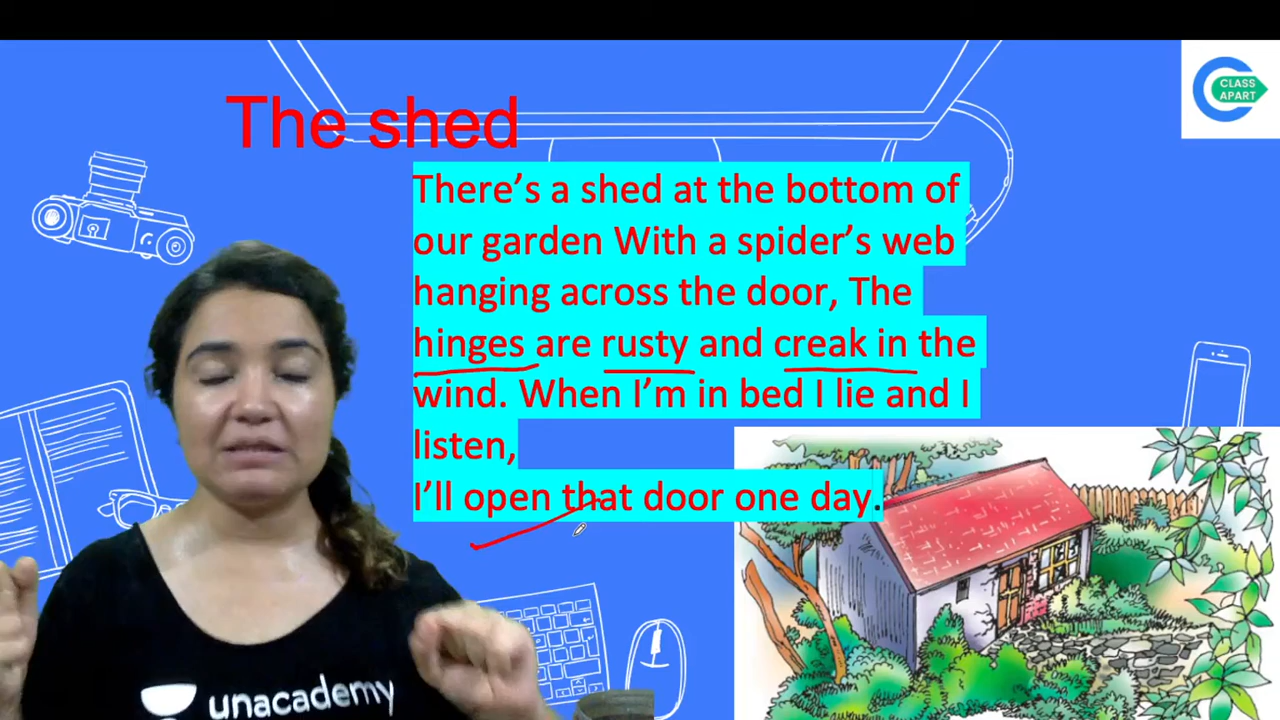 CLASS
APART
The shed
There’s a shed at the bottom of
our garden With a spider’s web
hanging across the door, The
hinges are rusty and creak in the
wind. When I’m in bed I lie and I
listen,
I’ll open that door one day.
unacademy